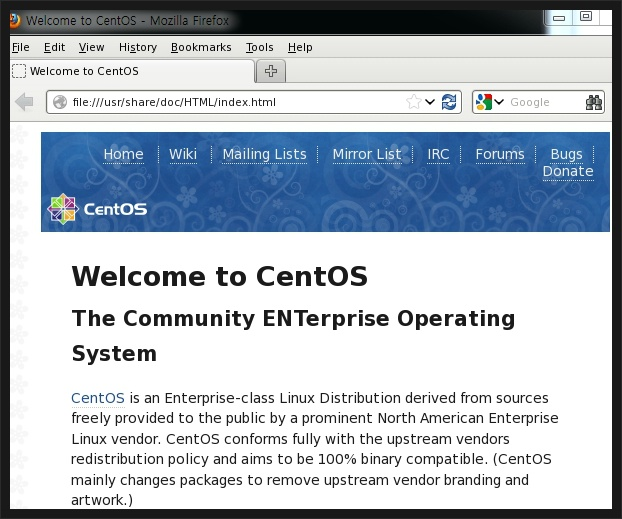 Welcome to CentOS - Mozilla Firefox
File Edit View History Bookmarks Tools Help
Welcome to CentOS
file:///usr/share/doc/HTML/index.html Google
Home Wiki Mailing Lists Mirror List IRC Forums Bugs
Donate
CentOS
Welcome to CentOS
The Community ENTerprise Operating
System
CentOS is an Enterprise-class Linux Distribution derived from sources
freely provided to the public by a prominent North American Enterprise
Linux vendor. CentOS conforms fully with the upstream vendors
redistribution policy and aims to be 100% binary compatible. (CentOS
mainly changes packages to remove upstream vendor branding and
artwork.)